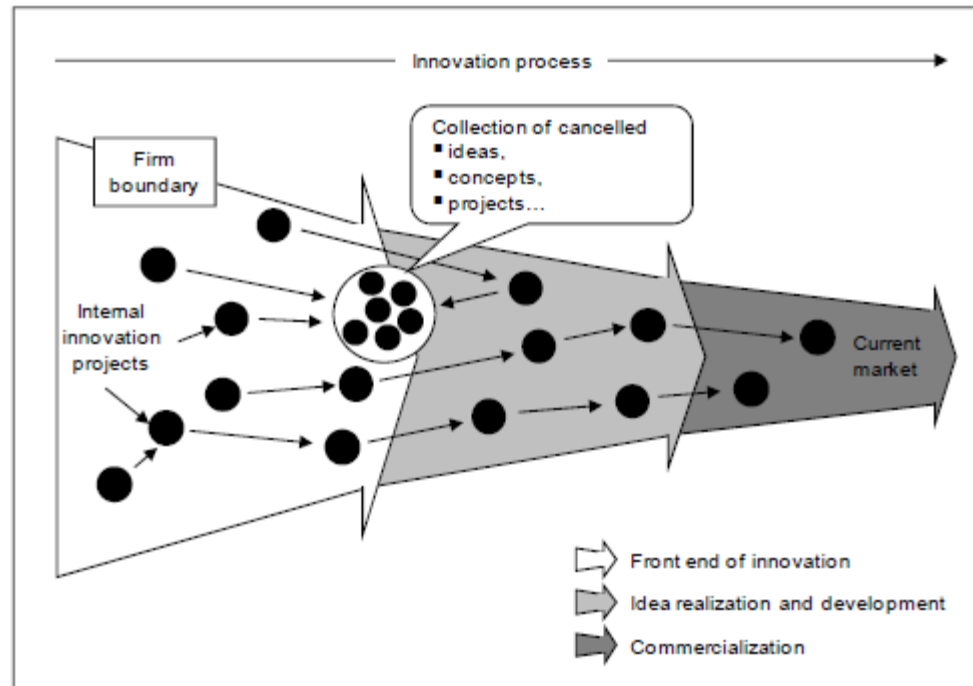 Innovation process
Collection of cancelled
▪ ideas,
▪ concepts,
▪ projects...
Firm
boundary
Internal
innovation
projects
Current
market
Front end of innovation
Idea realization and development
Commercialization